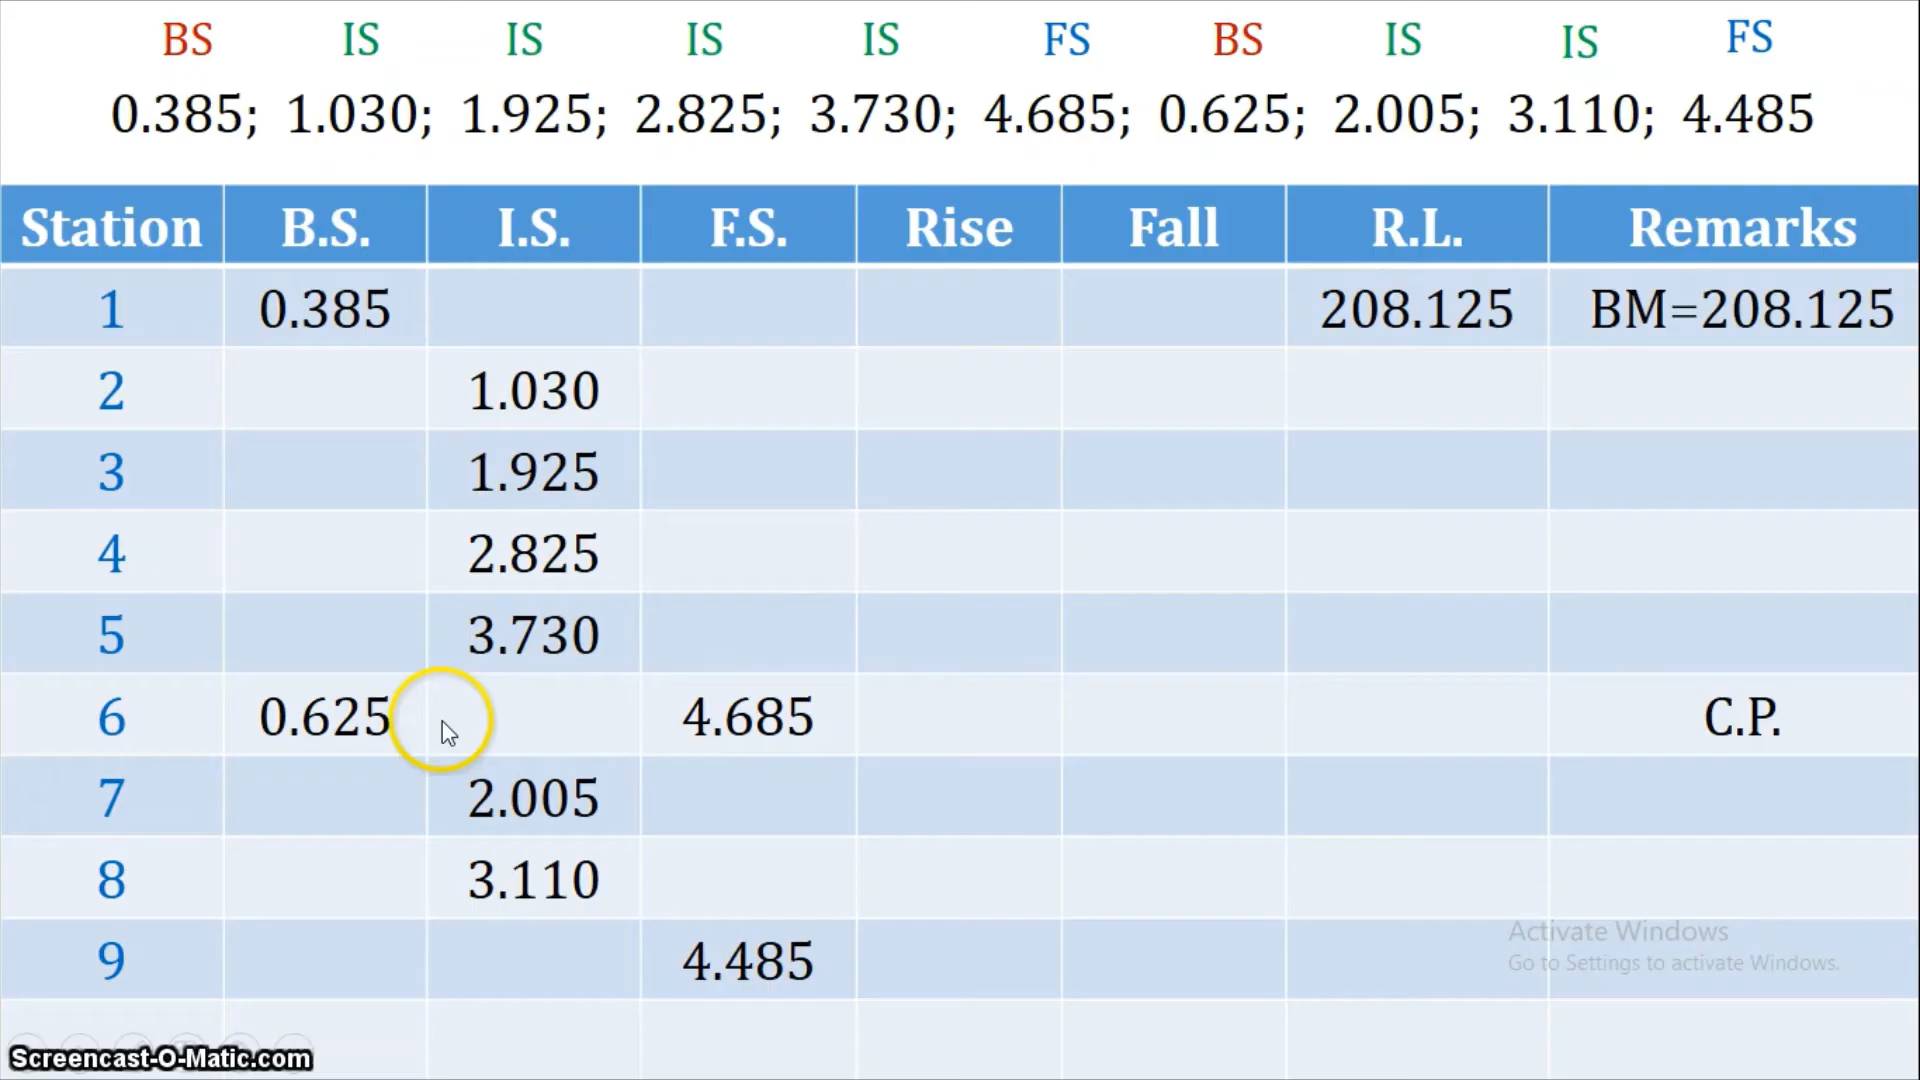 BS IS IS IS IS FS BS IS IS FS
0.385; 1.030; 1.925; 2.825; 3.730; 4.685; 0.625; 2.005; 3.110; 4.485
Station B.S. I.S. F.S. Rise Fall R.L. Remarks
1 0.385 208.125 BM=208.125
2 1.030
3 1.925
4 2.825
5 3.730
6 0.625 4.685 C.P.
7 2.005
8 3.110
9 4.485
Activate Windows
Go to Settings to activate Windows.
Screencast-O-Matic.com